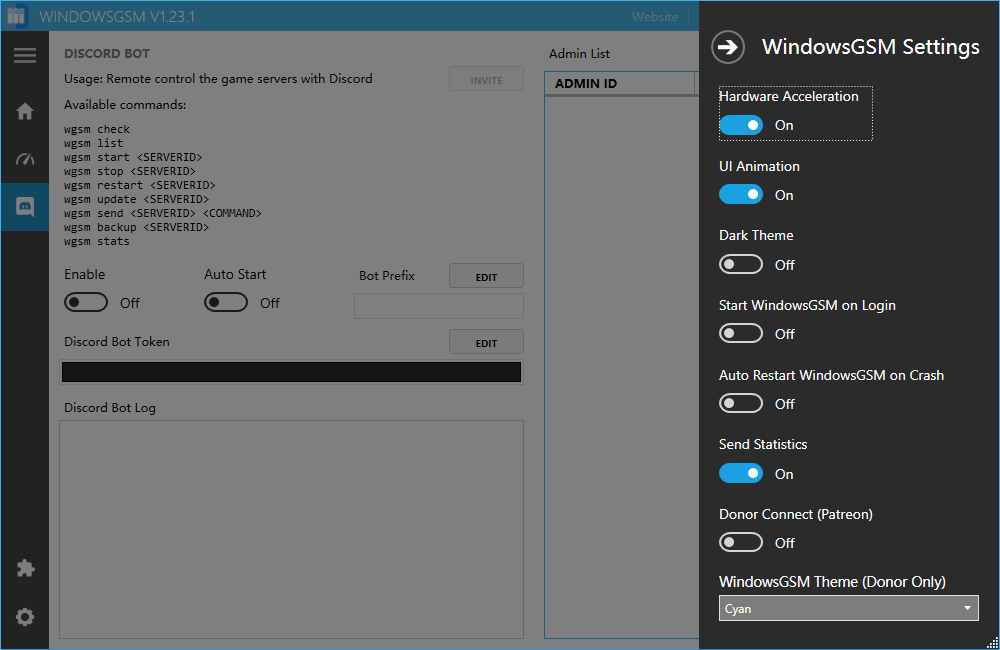 WINDOWSGSM V1.23.1
Website
DISCORD BOT
Usage: Remote control the game servers with Discord
INVITE
Available commands:
wgsm check
wgsm list
wgsm start <SERVERID>
wgsm stop <SERVERID>
wgsm restart <SERVERID>
wgsm update <SERVERID>
wgsm send <SERVERID> <COMMAND>
wgsm backup <SERVERID>
wgsm stats
Enable
Off
Auto Start
Off
Bot Prefix
EDIT
Discord Bot Token
EDIT
Discord Bot Log
Admin List
ADMIN ID
WindowsGSM Settings
Hardware Acceleration
On
UI Animation
On
Dark Theme
Off
Start WindowsGSM on Login
Off
Auto Restart WindowsGSM on Crash
Off
Send Statistics
On
Donor Connect (Patreon)
Off
WindowsGSM Theme (Donor Only)
Cyan